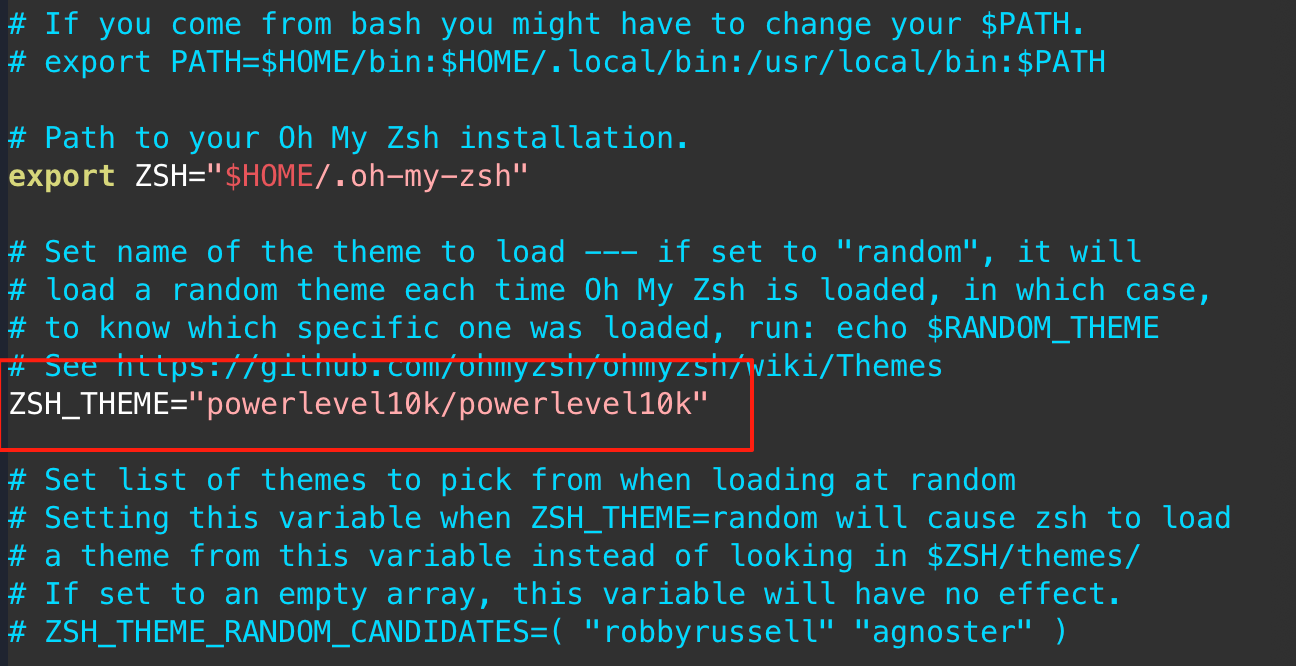 # If you come from bash you might have to change your $PATH.
# export PATH=$HOME/bin:$HOME/.local/bin:/usr/local/bin:$PATH
# Path to your Oh My Zsh installation.
export ZSH="$HOME/.oh-my-zsh"
# Set name of the theme to load --- if set to "random", it will
# load a random theme each time Oh My Zsh is loaded, in which case,
# to know which specific one was loaded, run: echo $RANDOM_THEME
# See https://github.com/ohmyzsh/ohmyzsh/wiki/Themes
ZSH_THEME="powerlevel10k/powerlevel10k"
# Set list of themes to pick from when loading at random
# Setting this variable when ZSH_THEME=random will cause zsh to load
# a theme from this variable instead of looking in $ZSH/themes/
# If set to an empty array, this variable will have no effect.
# ZSH_THEME_RANDOM_CANDIDATES=( "robbyrussell" "agnoster" )